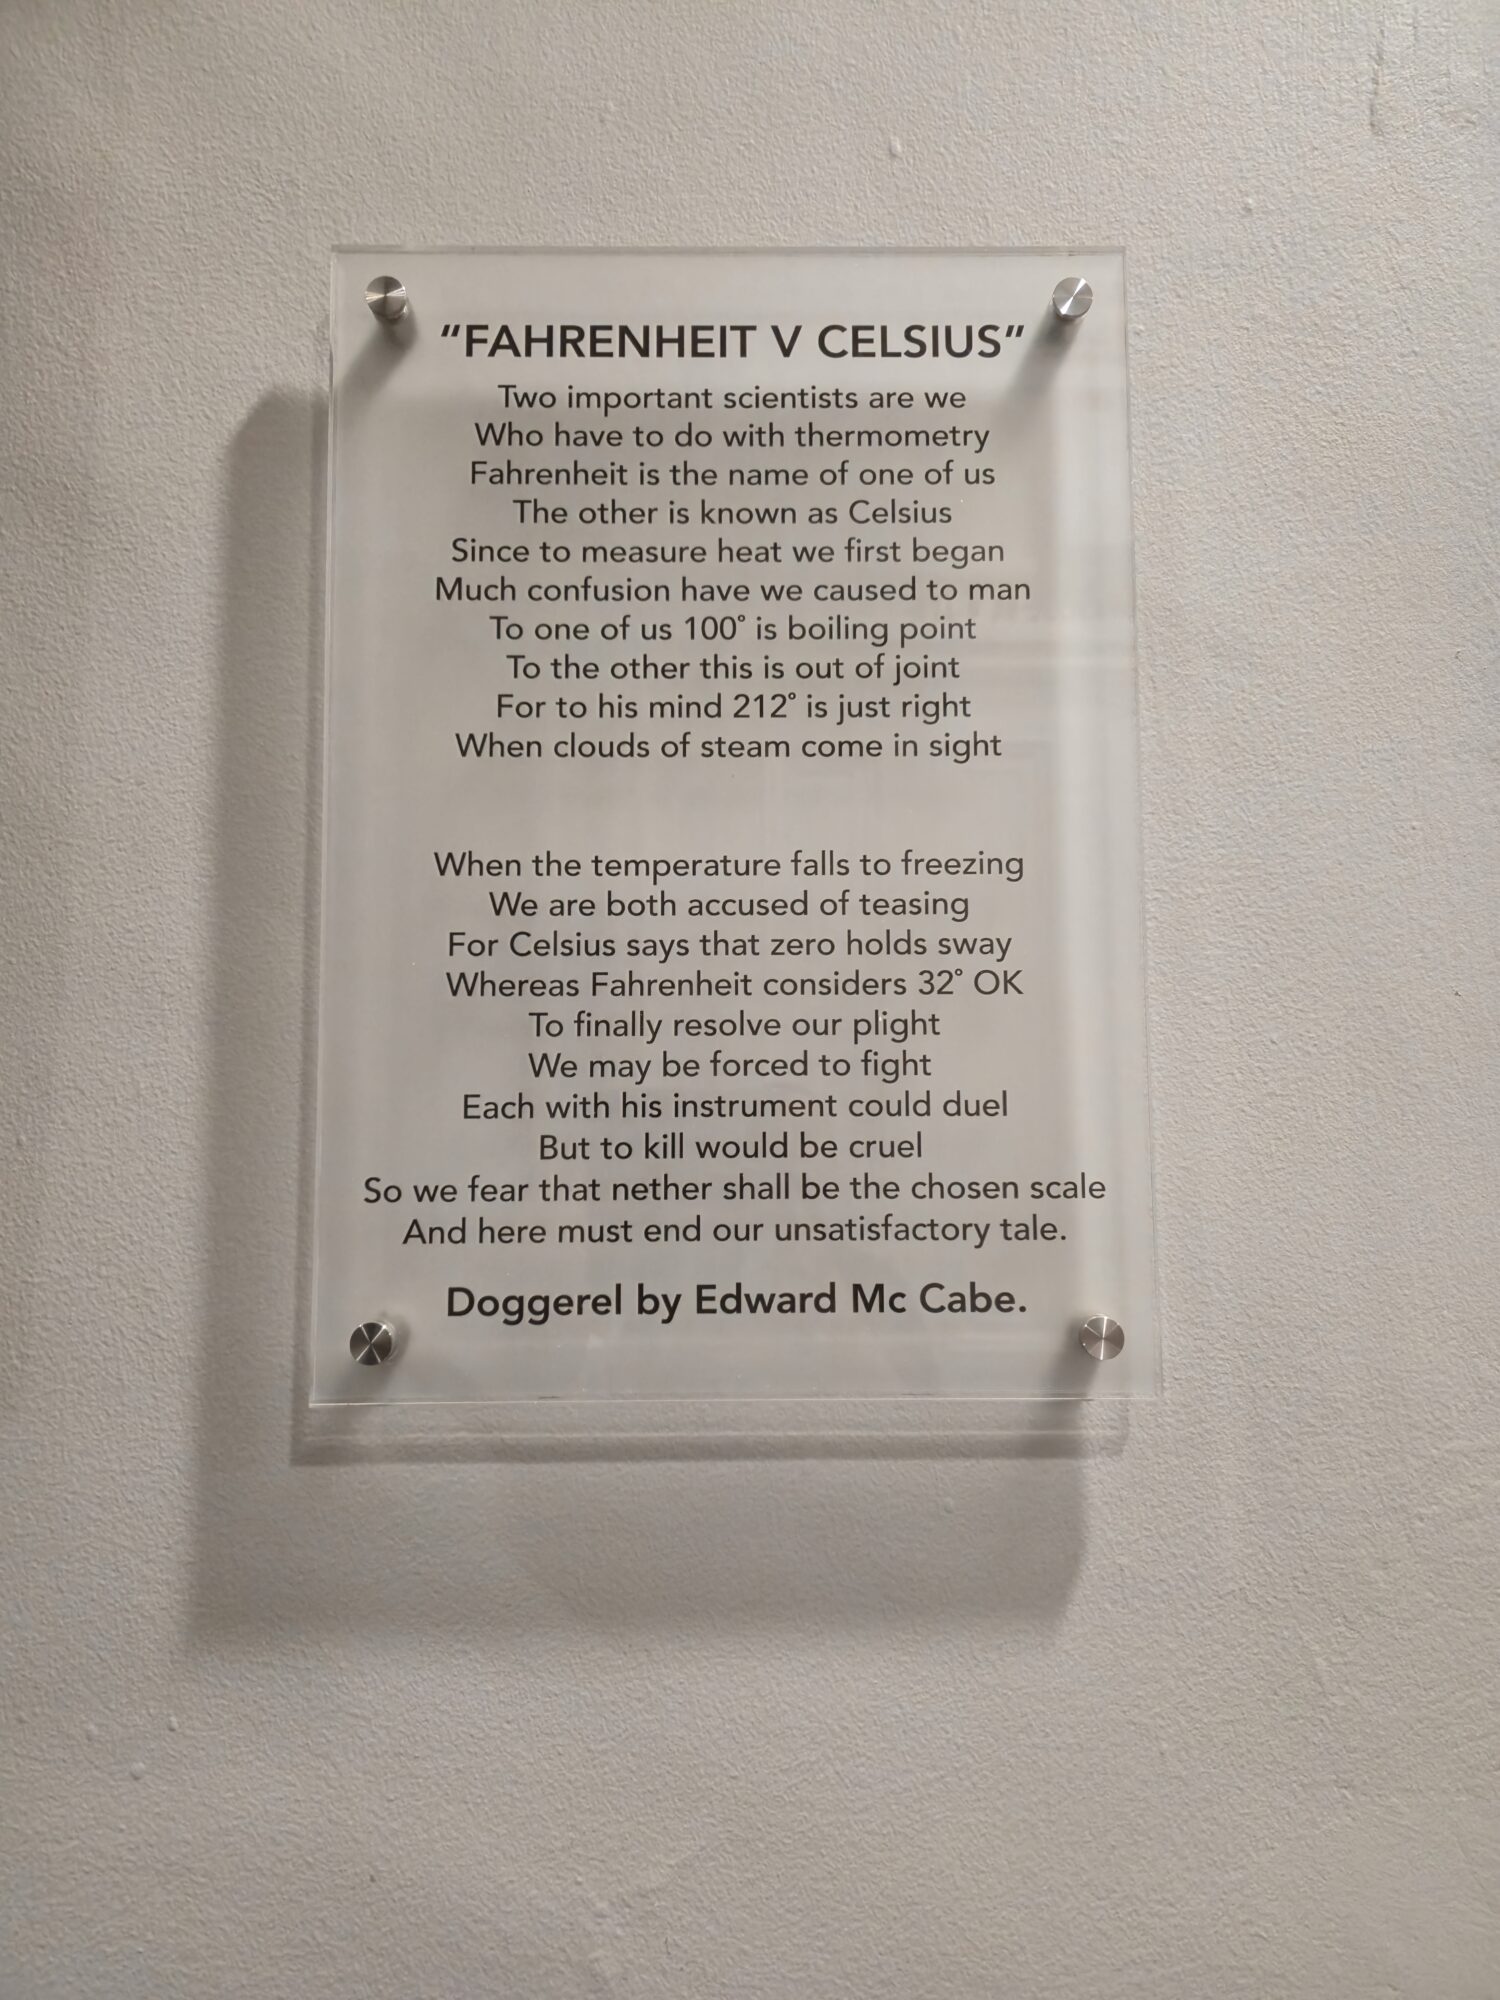 “FAHRENHEIT V CELSIUS”
Two important scientists are we
Who have to do with thermometry
Fahrenheit is the name of one of us
The other is known as Celsius
Since to measure heat we first began
Much confusion have we caused to man
To one of us 100° is boiling point
To the other this is out of joint
For to his mind 212° is just right
When clouds of steam come in sight
When the temperature falls to freezing
We are both accused of teasing
For Celsius says that zero holds sway
Whereas Fahrenheit considers 32° OK
To finally resolve our plight
We may be forced to fight
Each with his instrument could duel
But to kill would be cruel
So we fear that nether shall be the chosen scale
And here must end our unsatisfactory tale.
Doggerel by Edward Mc Cabe.